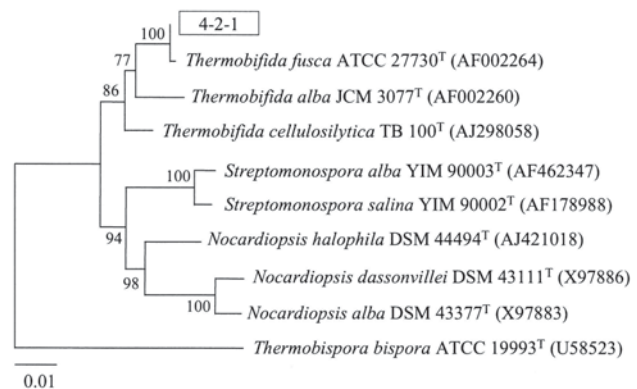 4-2-1
100
Thermobifida fusca ATCC 27730ᵀ (AF002264)
77
Thermobifida alba JCM 3077ᵀ (AF002260)
86
Thermobifida cellulosilytica TB 100ᵀ (AJ298058)
Streptomonospora alba YIM 90003ᵀ (AF462347)
100
Streptomonospora salina YIM 90002ᵀ (AF178988)
94
Nocardiopsis halophila DSM 44494ᵀ (AJ421018)
98
Nocardiopsis dassonvillei DSM 43111ᵀ (X97886)
100
Nocardiopsis alba DSM 43377ᵀ (X97883)
Thermobispora bispora ATCC 19993ᵀ (U58523)
0.01